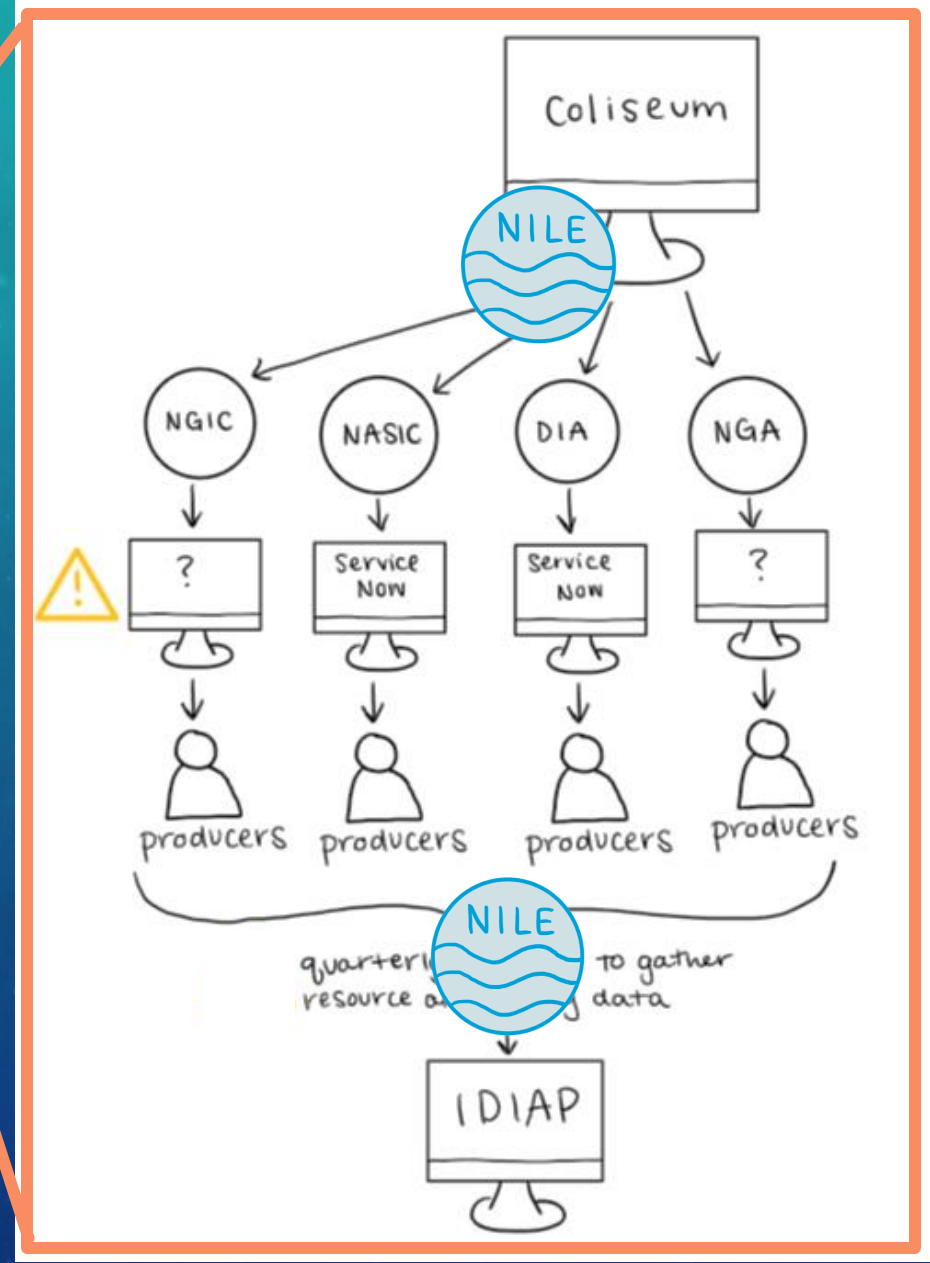 Coliseum
NILE
NGIC
NASIC
DIA
NGA
?
Service
Now
Service
Now
?
!
producers
producers
producers
producers
NILE
to gather
resource
data
IDIAP